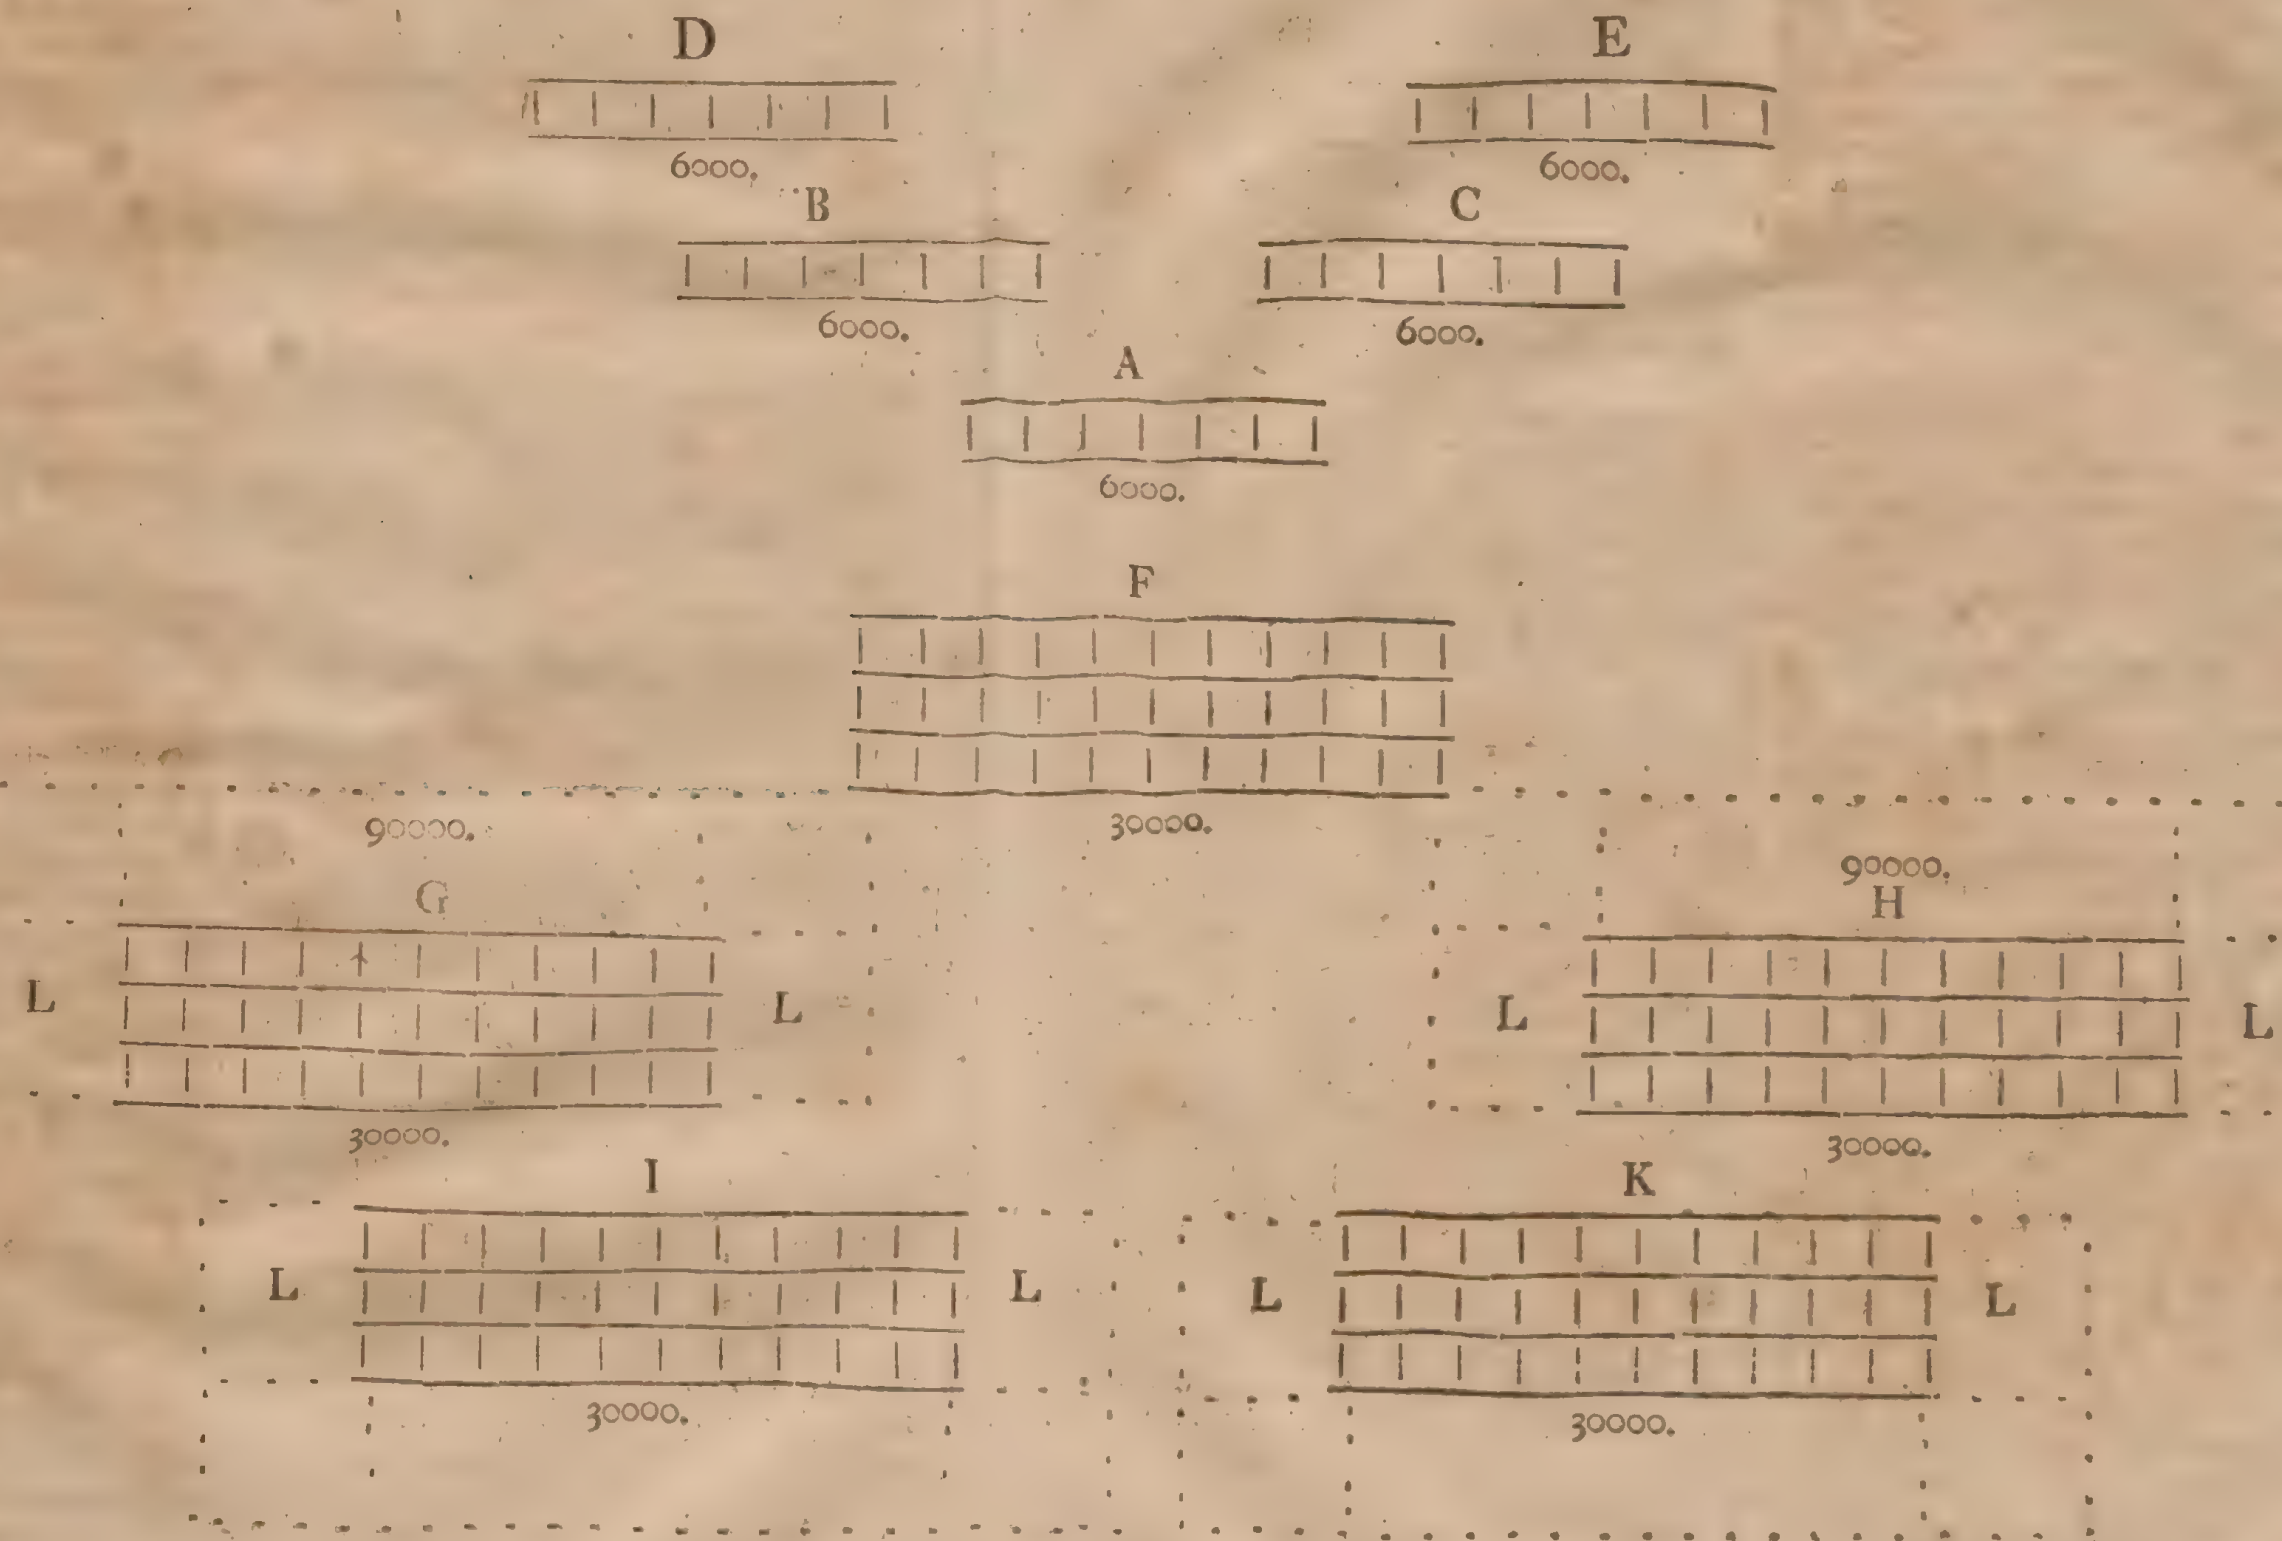 D E
6000. 6000.
B C
6000. 6000.
A
6000.
F
90000. 30000. 90000.
G H
L L L L
30000. 30000.
I K
L L L L
30000. 30000.